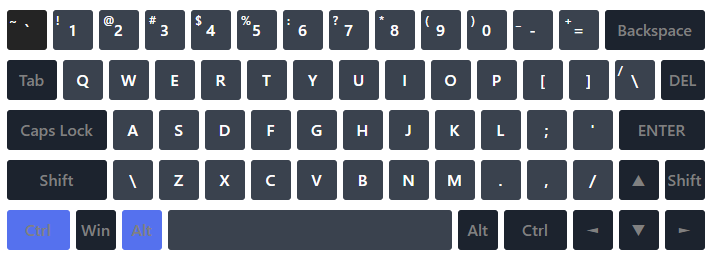 ~ ` ! 1 @ 2 # 3 $ 4 % 5 : 6 ? 7 * 8 ( 9 ) 0 _ - + = Backspace
Tab Q W E R T Y U I O P [ ] / \ DEL
Caps Lock A S D F G H J K L ; ' ENTER
Shift \ Z X C V B N M . , / ▲ Shift
Ctrl Win Alt Alt Ctrl ◄ ▼ ►